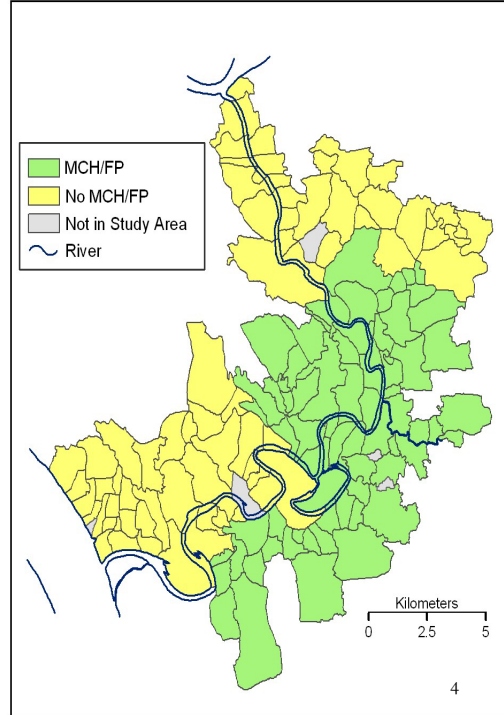 MCH/FP
No MCH/FP
Not in Study Area
River
Kilometers
0 2.5 5
4